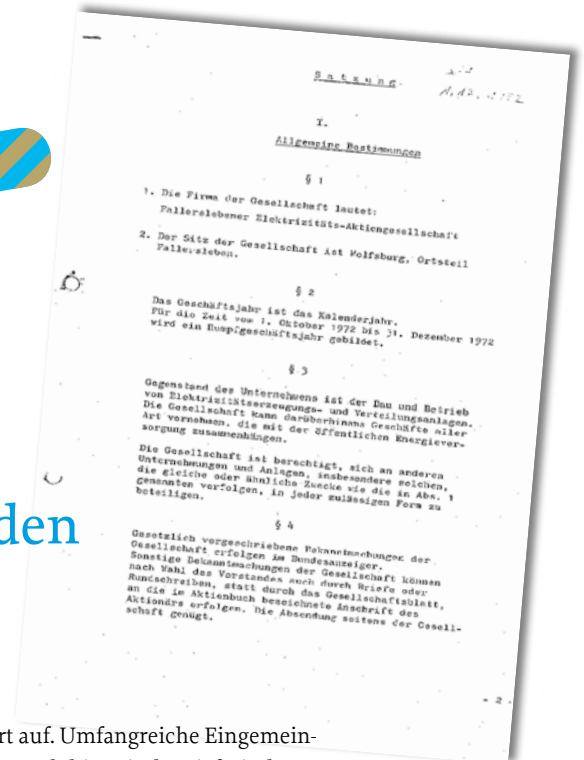 Satzung
I.
Allgemeine Bestimmungen
§ 1
1. Die Firma der Gesellschaft lautet:
Fallerslebener Elektrizitäts-Aktiengesellschaft
2. Der Sitz der Gesellschaft ist Wolfsburg, Ortsteil
Fallersleben.
§ 2
Das Geschäftsjahr ist das Kalenderjahr.
Für die Zeit vom 1. Oktober 1972 bis 31. Dezember 1972
wird ein Rumpfgeschäftsjahr gebildet.
§ 3
Gegenstand des Unternehmens ist der Bau und Betrieb
von Elektrizitätserzeugungs- und Verteilungsanlagen.
Die Gesellschaft kann darüberhinaus Geschäfte aller
Art vornehmen, die mit der öffentlichen Energiever-
sorgung zusammenhängen.
Die Gesellschaft ist berechtigt, sich an anderen
Unternehmungen und Anlagen, insbesondere solchen,
die gleiche oder ähnliche Zwecke wie die in Abs. 1
genannten verfolgen, in jeder zulässigen Form zu
beteiligen.
§ 4
Gesetzlich vorgeschriebene Bekanntmachungen der
Gesellschaft erfolgen im Bundesanzeiger.
Sonstige Bekanntmachungen der Gesellschaft können
nach Wahl des Vorstandes auch durch Briefe oder
Rundschreiben, statt durch das Gesellschaftsblatt,
an die im Aktienbuch bezeichnete Anschrift des
Aktionärs erfolgen. Die Absendung seitens der Gesell-
schaft genügt.
- 2 -
den
rt auf. Umfangreiche Eingemein-